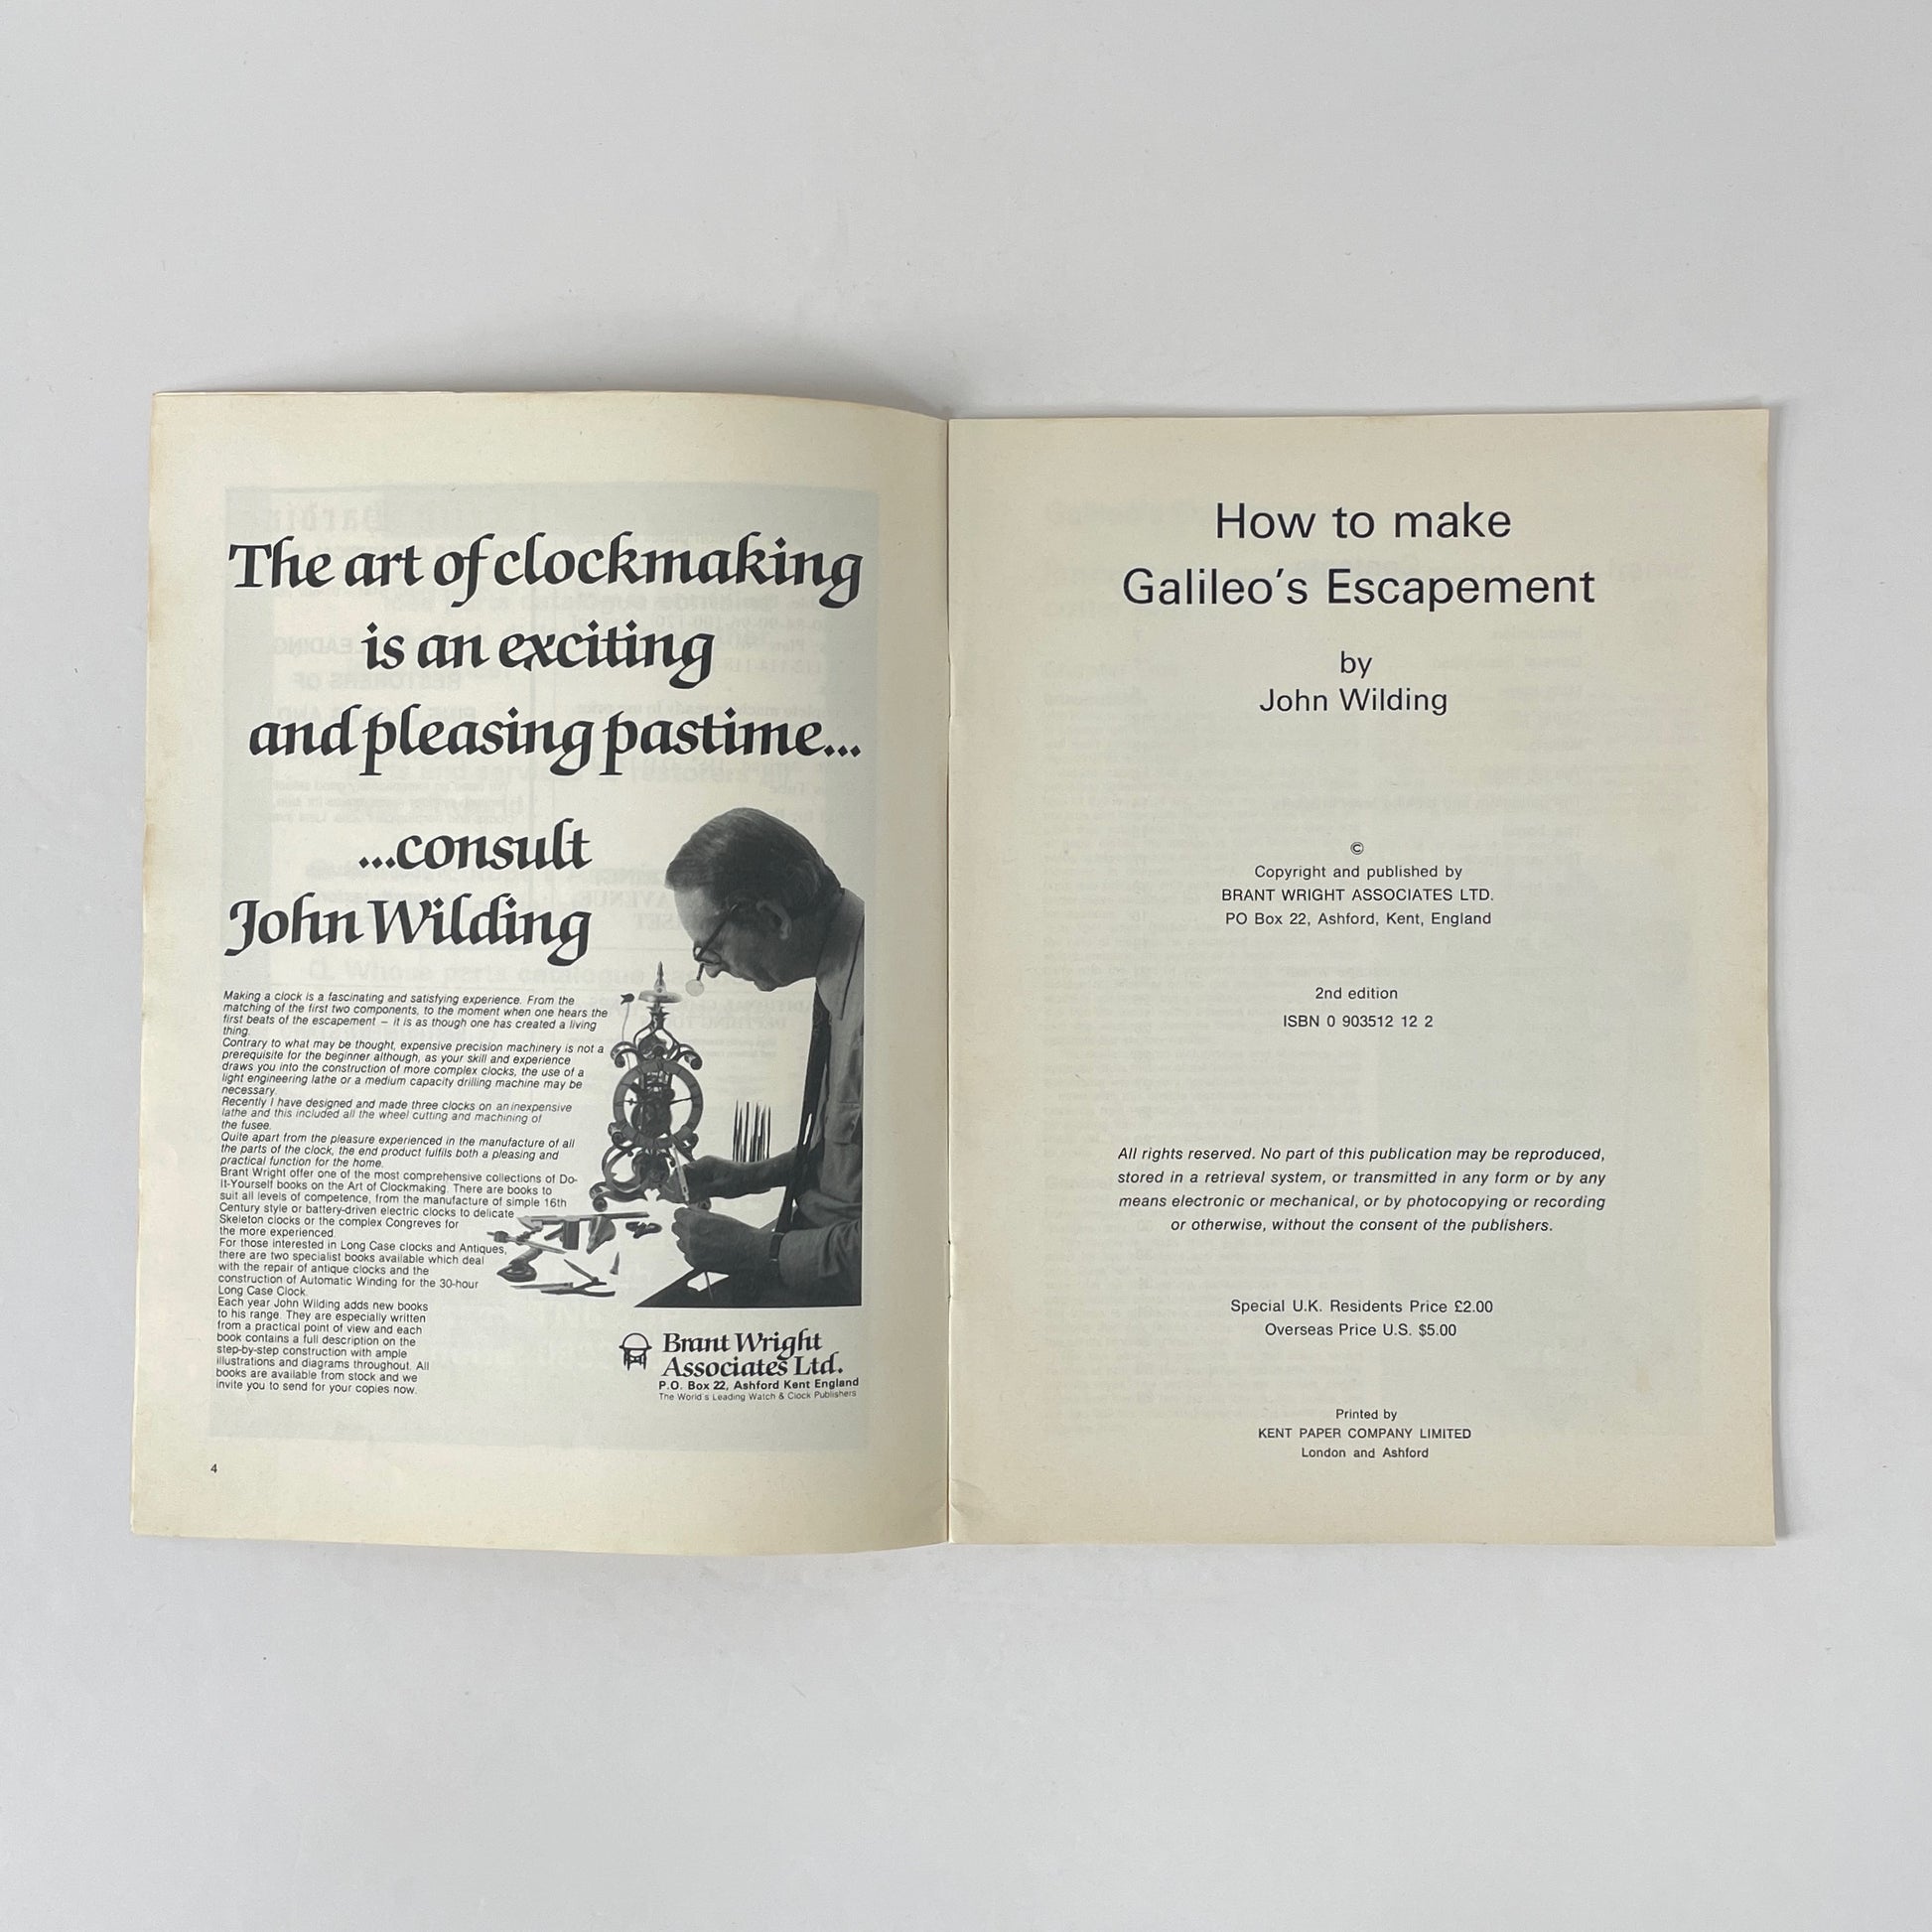 The art of clockmaking
is an exciting
and pleasing pastime...
...consult
John Wilding
Making a clock is a fascinating and satisfying experience. From the
matching of the first two components, to the moment when one hears the
first beats of the escapement – it is as though one has created a living
thing.
Contrary to what may be thought, expensive precision machinery is not a
prerequisite for the beginner although, as your skill and experience
draws you into the construction of more complex clocks, the use of a
light engineering lathe or a medium capacity drilling machine may be
necessary.
Recently I have designed and made three clocks on an inexpensive
lathe and this included all the wheel cutting and machining of
the fusee.
Quite apart from the pleasure experienced in the manufacture of all
the parts of the clock, the end product fulfils both a pleasing and
practical function for the home.
Brant Wright offer one of the most comprehensive collections of Do-
It-Yourself books on the Art of Clockmaking. There are books to
suit all levels of competence, from the manufacture of simple 16th
Century style or battery-driven electric clocks to delicate
Skeleton clocks or the complex Congreves for
the more experienced.
For those interested in Long Case clocks and Antiques,
there are two specialist books available which deal
with the repair of antique clocks and the
construction of Automatic Winding for the 30-hour
Long Case Clock.
Each year John Wilding adds new books
to his range. They are especially written
from a practical point of view and each
book contains a full description on the
step-by-step construction with ample
illustrations and diagrams throughout. All
books are available from stock and we
invite you to send for your copies now.
Brant Wright
Associates Ltd.
P.O. Box 22, Ashford Kent England
The World's Leading Watch & Clock Publishers
4
How to make
Galileo's Escapement
by
John Wilding
©
Copyright and published by
BRANT WRIGHT ASSOCIATES LTD.
PO Box 22, Ashford, Kent, England
2nd edition
ISBN 0 903512 12 2
All rights reserved. No part of this publication may be reproduced,
stored in a retrieval system, or transmitted in any form or by any
means electronic or mechanical, or by photocopying or recording
or otherwise, without the consent of the publishers.
Special U.K. Residents Price £2.00
Overseas Price U.S. $5.00
Printed by
KENT PAPER COMPANY LIMITED
London and Ashford